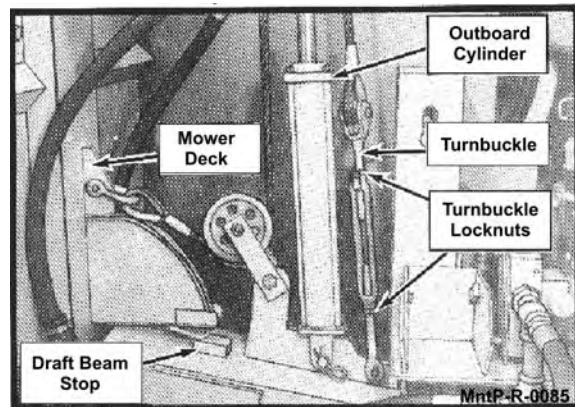 Outboard
Cylinder
Mower
Deck
Turnbuckle
Turnbuckle
Locknuts
Draft Beam
Stop
MntP-R-0085